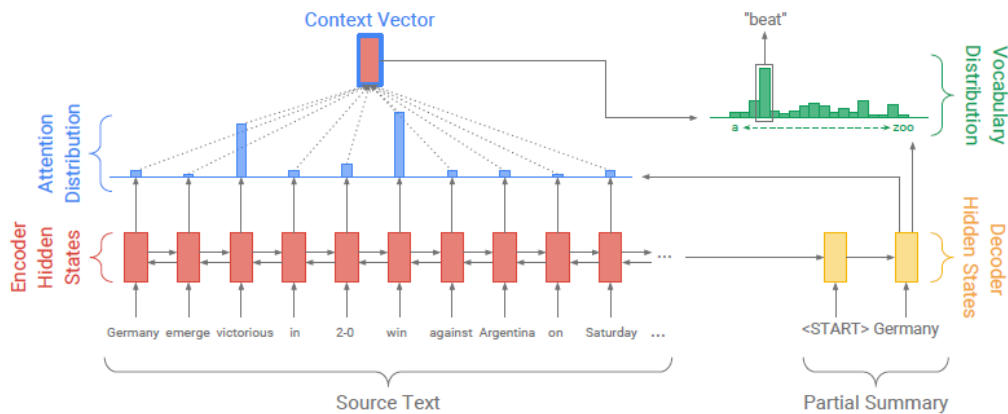 Context Vector
"beat"
Vocabulary
Distribution
Attention
Distribution
a
zoo
Encoder
Hidden
States
...
Decoder
Hidden States
Germany emerge victorious in 2-0 win against Argentina on Saturday ...
<START> Germany
Source Text
Partial Summary